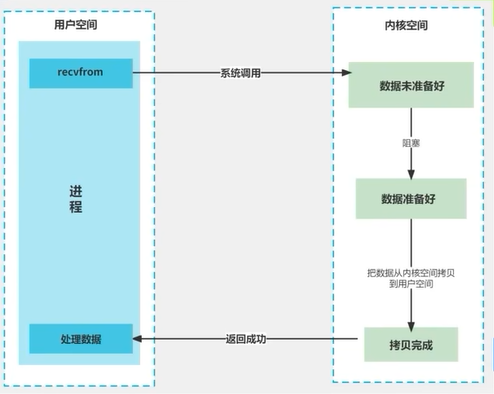 用户空间
内核空间
recvfrom
系统调用
数据未准备好
阻塞
进
程
数据准备好
把数据从内核空间拷贝
到用户空间
处理数据
返回成功
拷贝完成